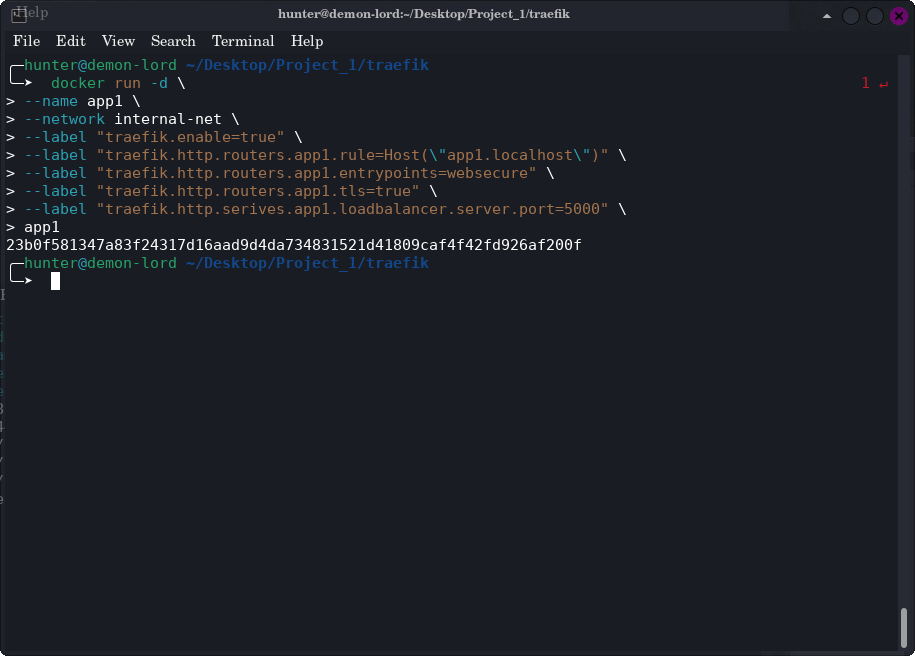 Help
hunter@demon-lord:~/Desktop/Project_1/traefik
File Edit View Search Terminal Help
hunter@demon-lord ~/Desktop/Project_1/traefik
docker run -d \ 1 ↵
> --name app1 \
> --network internal-net \
> --label "traefik.enable=true" \
> --label "traefik.http.routers.app1.rule=Host(\"app1.localhost\")" \
> --label "traefik.http.routers.app1.entrypoints=websecure" \
> --label "traefik.http.routers.app1.tls=true" \
> --label "traefik.http.serives.app1.loadbalancer.server.port=5000" \
> app1
23b0f581347a83f24317d16aad9d4da734831521d41809caf4f42fd926af200f
hunter@demon-lord ~/Desktop/Project_1/traefik